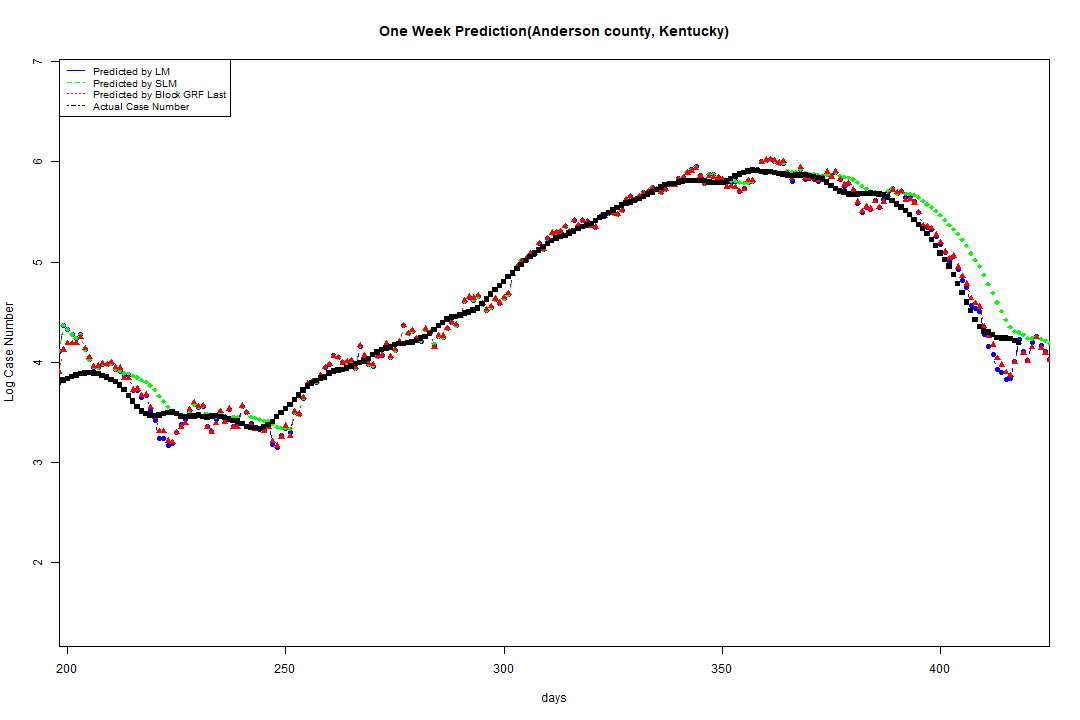 One Week Prediction(Anderson county, Kentucky)
Predicted by LM
Predicted by SLM
Predicted by Block GRF Last
Actual Case Number
7
6
5
4
3
2
Log Case Number
200 250 300 350 400
days